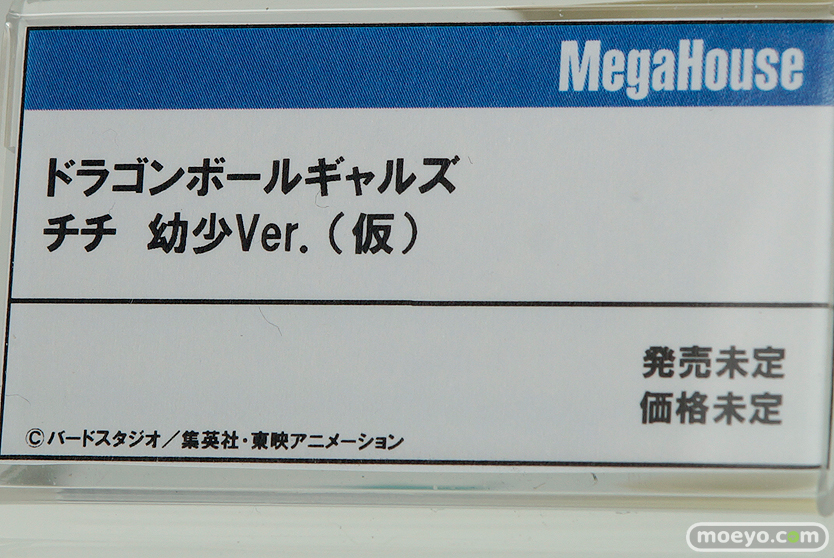 MegaHouse
ドラゴンボールギャルズ
チチ 幼少Ver.（仮）
発売未定
価格未定
©バードスタジオ／集英社・東映アニメーション
moeyo.com